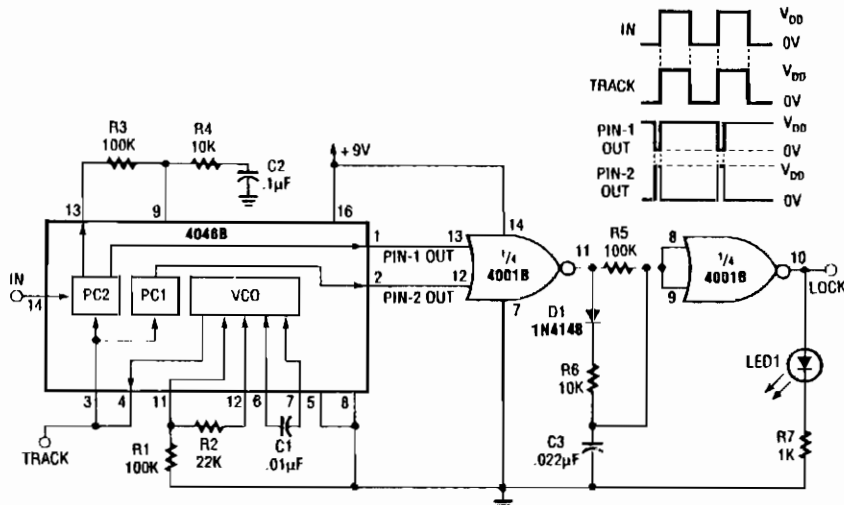 IN
V_DD
0V
TRACK
V_DD
0V
PIN-1
OUT
V_DD
0V
PIN-2
OUT
V_DD
0V
R3
100K
R4
10K
C2
.1µF
+9V
13
9
16
4046B
IN
14
PC2
PC1
VCO
1
PIN-1 OUT
2
PIN-2 OUT
13
12
14
¼
4001B
7
11
R5
100K
D1
1N4148
R6
10K
C3
.022µF
8
9
¼
4001B
10
LOCK
LED1
R7
1K
3
4
11
12
6
7
5
8
TRACK
R1
100K
R2
22K
C1
.01µF